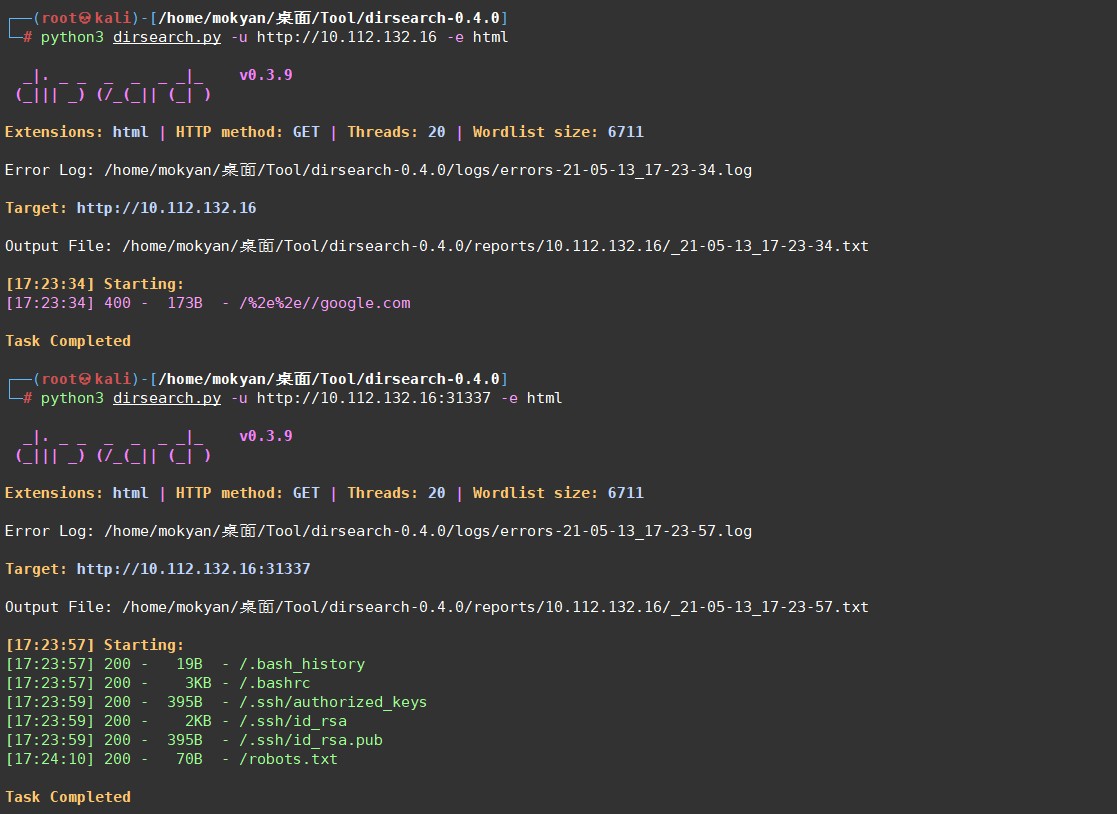 ┌──(root㉿kali)-[/home/mokyan/桌面/Tool/dirsearch-0.4.0]
└─# python3 dirsearch.py -u http://10.112.132.16 -e html
 _|. _ _  _  _  _ _|_    v0.3.9
(_||| _) (/_(_|| (_| )
Extensions: html | HTTP method: GET | Threads: 20 | Wordlist size: 6711
Error Log: /home/mokyan/桌面/Tool/dirsearch-0.4.0/logs/errors-21-05-13_17-23-34.log
Target: http://10.112.132.16
Output File: /home/mokyan/桌面/Tool/dirsearch-0.4.0/reports/10.112.132.16/_21-05-13_17-23-34.txt
[17:23:34] Starting:
[17:23:34] 400 -  173B  - /%2e%2e//google.com
Task Completed
┌──(root㉿kali)-[/home/mokyan/桌面/Tool/dirsearch-0.4.0]
└─# python3 dirsearch.py -u http://10.112.132.16:31337 -e html
 _|. _ _  _  _  _ _|_    v0.3.9
(_||| _) (/_(_|| (_| )
Extensions: html | HTTP method: GET | Threads: 20 | Wordlist size: 6711
Error Log: /home/mokyan/桌面/Tool/dirsearch-0.4.0/logs/errors-21-05-13_17-23-57.log
Target: http://10.112.132.16:31337
Output File: /home/mokyan/桌面/Tool/dirsearch-0.4.0/reports/10.112.132.16/_21-05-13_17-23-57.txt
[17:23:57] Starting:
[17:23:57] 200 -   19B  - /.bash_history
[17:23:57] 200 -    3KB - /.bashrc
[17:23:59] 200 -  395B  - /.ssh/authorized_keys
[17:23:59] 200 -    2KB - /.ssh/id_rsa
[17:23:59] 200 -  395B  - /.ssh/id_rsa.pub
[17:24:10] 200 -   70B  - /robots.txt
Task Completed